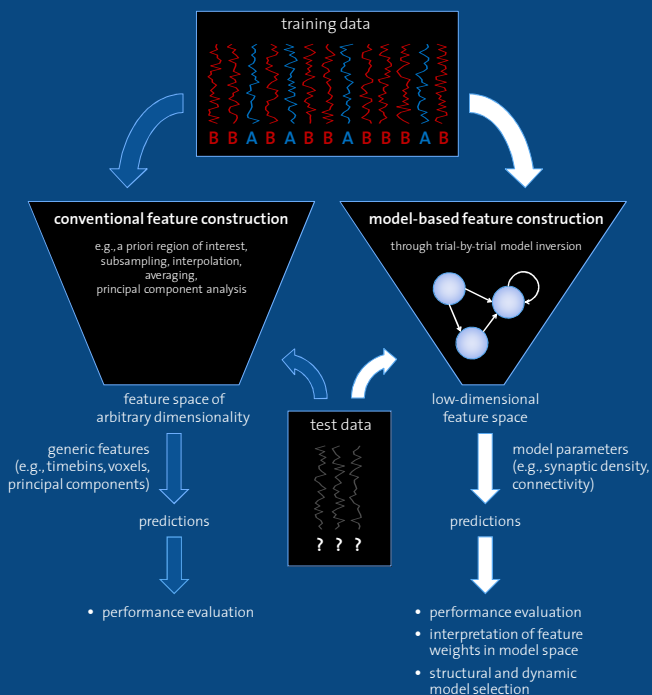 training data
B B A B A B B A B B B A B
conventional feature construction
e.g., a priori region of interest,
subsampling, interpolation,
averaging,
principal component analysis
model-based feature construction
through trial-by-trial model inversion
feature space of
arbitrary dimensionality
low-dimensional
feature space
test data
? ? ?
generic features
(e.g., timebins, voxels,
principal components)
model parameters
(e.g., synaptic density,
connectivity)
predictions
predictions
• performance evaluation
• performance evaluation
• interpretation of feature
weights in model space
• structural and dynamic
model selection